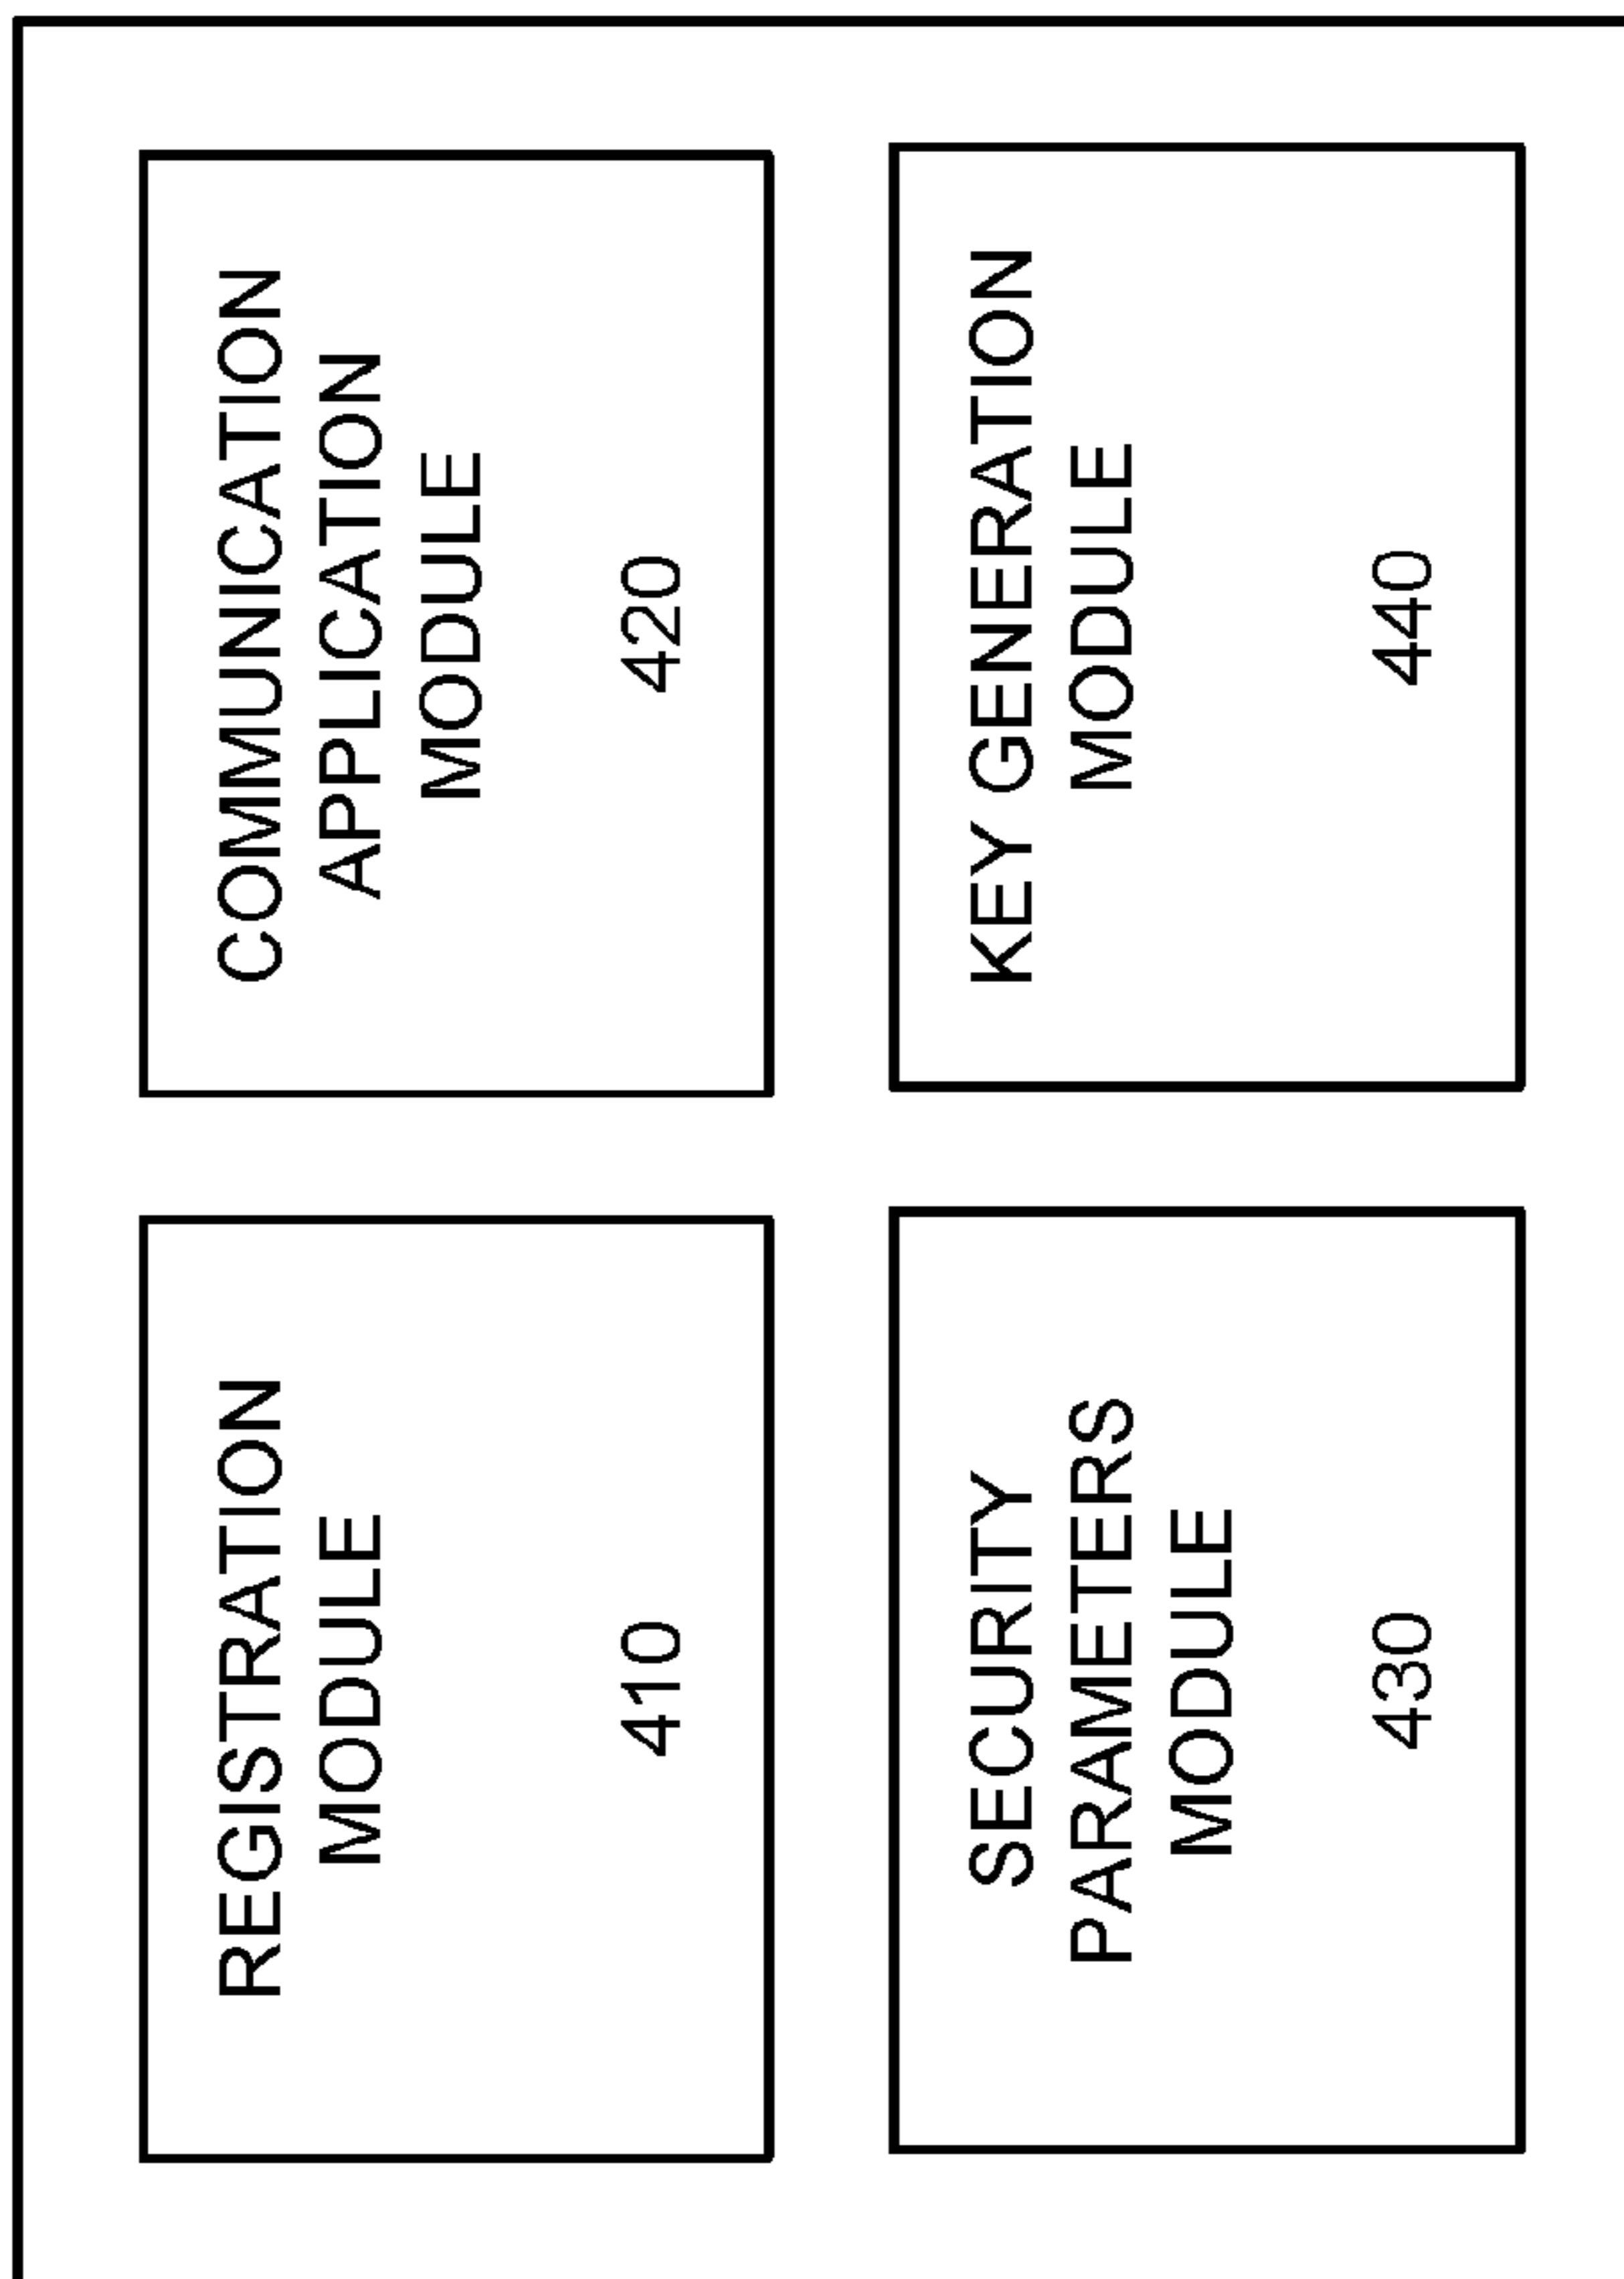 REGISTRATION
MODULE
410
COMMUNICATION
APPLICATION
MODULE
420
SECURITY
PARAMETERS
MODULE
430
KEY GENERATION
MODULE
440